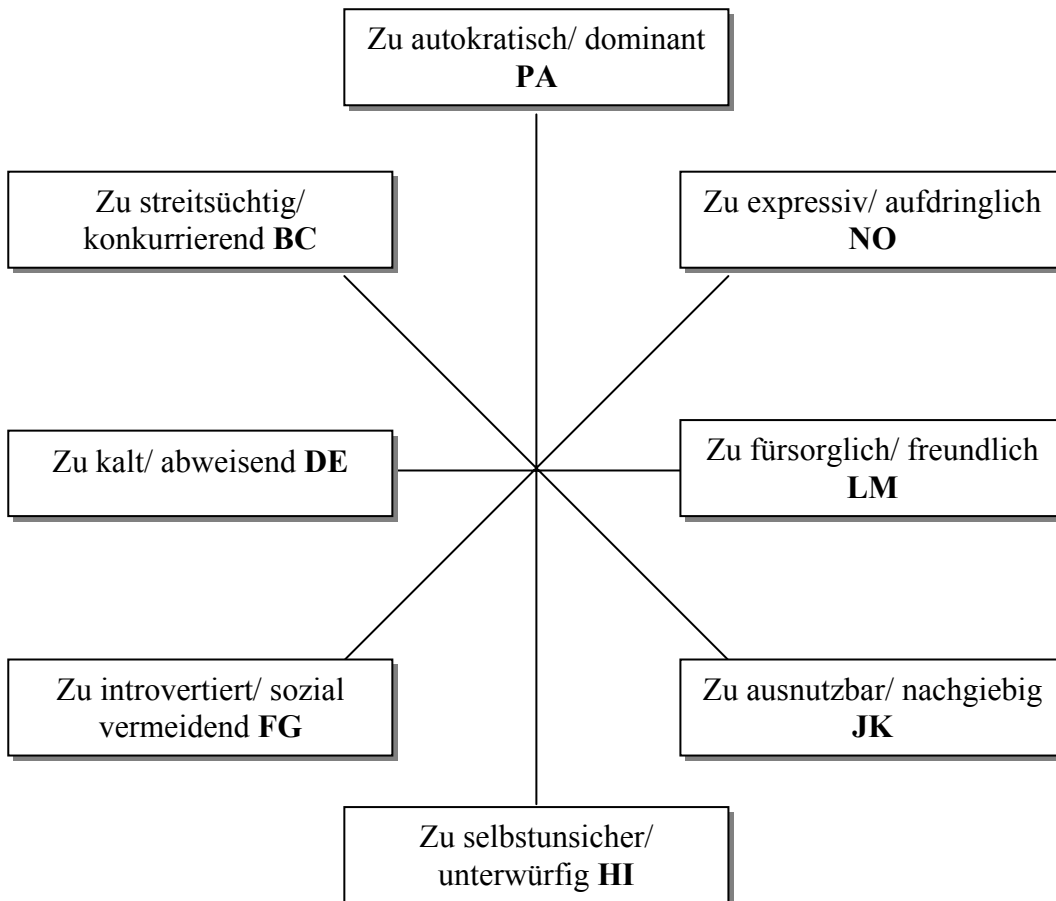 Zu autokratisch/ dominant
PA
Zu streitsüchtig/
konkurrierend BC
Zu expressiv/ aufdringlich
NO
Zu kalt/ abweisend DE
Zu fürsorglich/ freundlich
LM
Zu introvertiert/ sozial
vermeidend FG
Zu ausnutzbar/ nachgiebig
JK
Zu selbstunsicher/
unterwürfig HI